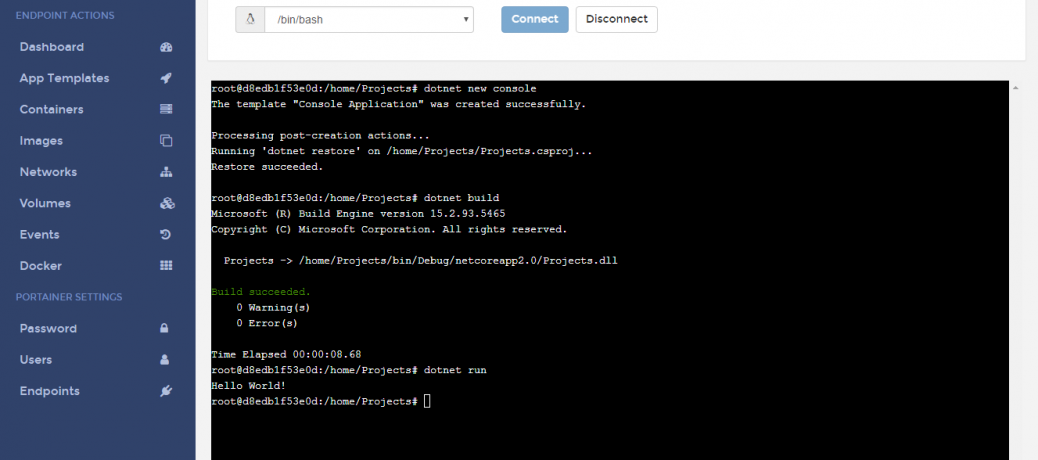 ENDPOINT ACTIONS
Dashboard
App Templates
Containers
Images
Networks
Volumes
Events
Docker
PORTAINER SETTINGS
Password
Users
Endpoints
/bin/bash
Connect
Disconnect
root@d8edb1f53e0d:/home/Projects# dotnet new console
The template "Console Application" was created successfully.
Processing post-creation actions...
Running 'dotnet restore' on /home/Projects/Projects.csproj...
Restore succeeded.
root@d8edb1f53e0d:/home/Projects# dotnet build
Microsoft (R) Build Engine version 15.2.93.5465
Copyright (C) Microsoft Corporation. All rights reserved.
Projects -> /home/Projects/bin/Debug/netcoreapp2.0/Projects.dll
Build succeeded.
0 Warning(s)
0 Error(s)
Time Elapsed 00:00:08.68
root@d8edb1f53e0d:/home/Projects# dotnet run
Hello World!
root@d8edb1f53e0d:/home/Projects#